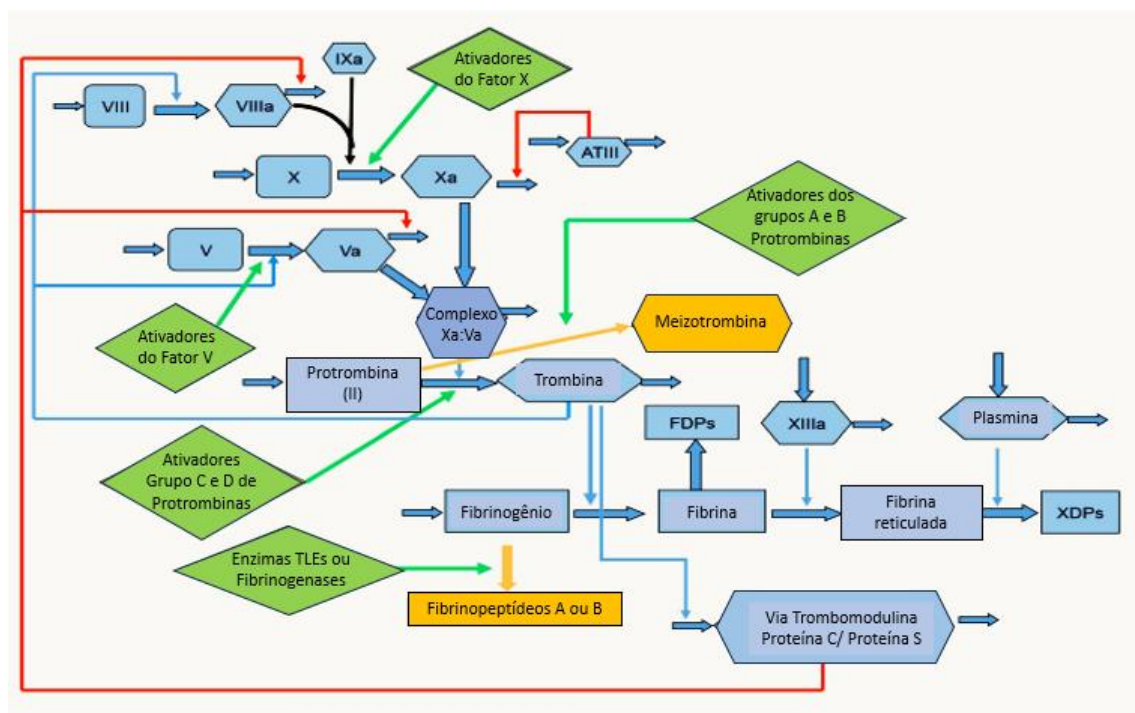 IXa
Ativadores
do Fator X
VIII
VIIIa
ATIII
X
Xa
Ativadores dos
grupos A e B
Protrombinas
V
Va
Complexo
Xa:Va
Meizotrombina
Ativadores
do Fator V
Protrombina
(II)
Trombina
FDPs
XIIIa
Plasmina
Ativadores
Grupo C e D de
Protrombinas
Fibrinogênio
Fibrina
Fibrina
reticulada
XDPs
Enzimas TLEs ou
Fibrinogenases
Fibrinopeptídeos A ou B
Via Trombomodulina
Proteína C/ Proteína S